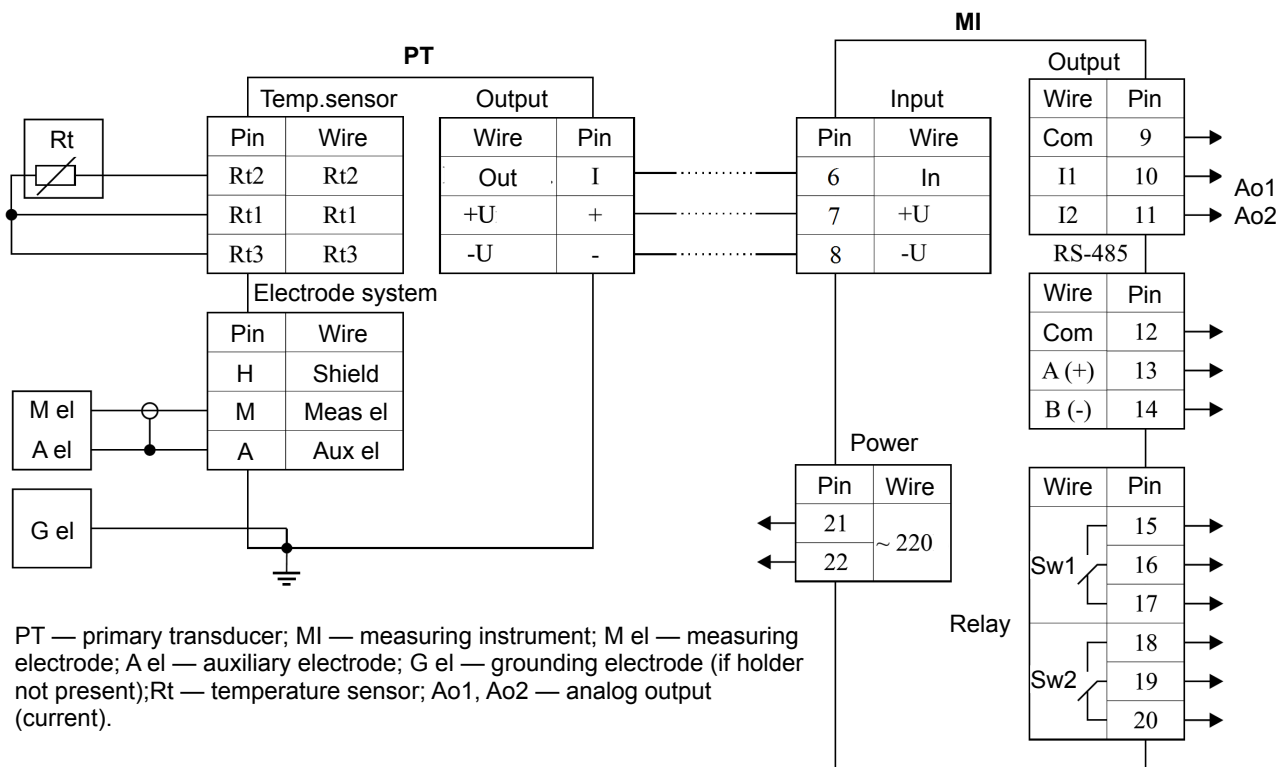 MI
PT
Output
Temp.sensor Output Input Wire Pin
Rt Pin Wire Wire Pin Pin Wire Com 9
Rt2 Rt2 Out I 6 In I1 10 Ao1
Rt1 Rt1 +U + 7 +U I2 11 Ao2
Rt3 Rt3 -U - 8 -U RS-485
Electrode system Wire Pin
Pin Wire Com 12
H Shield A (+) 13
M el M Meas el B (-) 14
A el A Aux el
Power
Pin Wire Wire Pin
G el 21 ~ 220 15
22 Sw1 16
17
Relay
18
Sw2 19
20
PT — primary transducer; MI — measuring instrument; M el — measuring
electrode; A el — auxiliary electrode; G el — grounding electrode (if holder
not present);Rt — temperature sensor; Ao1, Ao2 — analog output
(current).